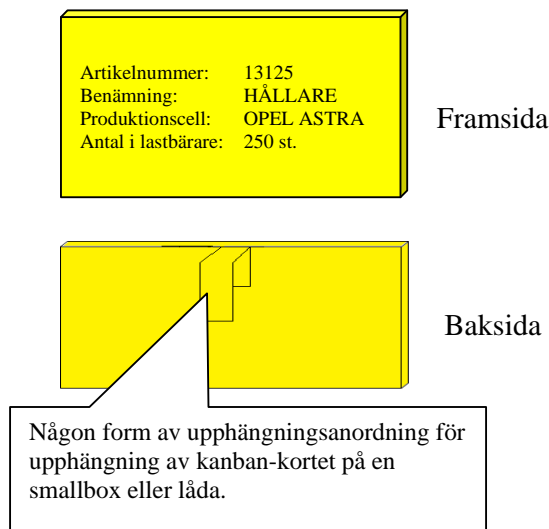 Artikelnummer: 13125
Benämning: HÅLLARE
Produktionscell: OPEL ASTRA
Antal i lastbärare: 250 st.
Framsida
Baksida
Någon form av upphängningsanordning för
upphängning av kanban-kortet på en
smallbox eller låda.